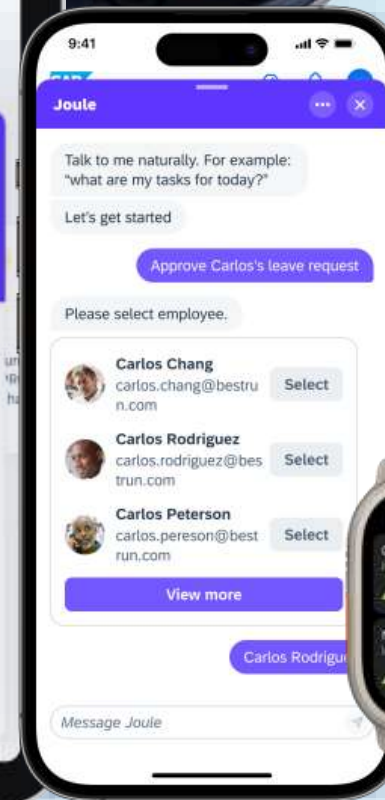 9:41
SAP
Joule
Talk to me naturally. For example:
"what are my tasks for today?"
Let's get started
Approve Carlos's leave request
Please select employee.
Carlos Chang
carlos.chang@bestru
n.com
Select
Carlos Rodriguez
carlos.rodriguez@bes
trun.com
Select
Carlos Peterson
carlos.pereson@best
run.com
Select
View more
Carlos Rodrigu
Message Joule